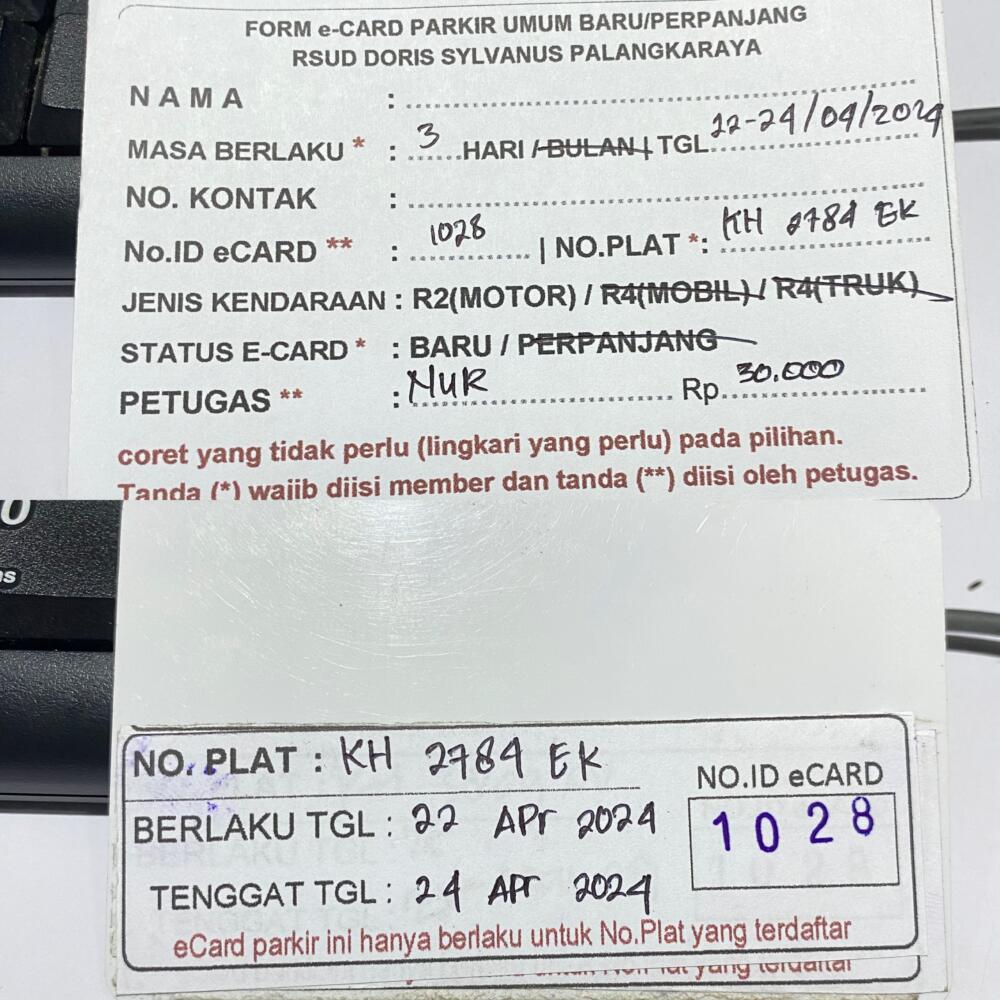 FORM e-CARD PARKIR UMUM BARU/PERPANJANG
RSUD DORIS SYLVANUS PALANGKARAYA
N A M A :
MASA BERLAKU * : 3 HARI / BULAN | TGL 22-24/04/2024
NO. KONTAK :
No.ID eCARD ** : 1028 | NO.PLAT *: KH 2784 EK
JENIS KENDARAAN : R2(MOTOR) / R4(MOBIL) / R4(TRUK)
STATUS E-CARD * : BARU / PERPANJANG
PETUGAS ** : NUR Rp. 30.000
coret yang tidak perlu (lingkari yang perlu) pada pilihan.
Tanda (*) wajib diisi member dan tanda (**) diisi oleh petugas.
NO. PLAT : KH 2784 EK
NO.ID eCARD
1028
BERLAKU TGL : 22 APr 2024
TENGGAT TGL : 24 APr 2024
eCard parkir ini hanya berlaku untuk No.Plat yang terdaftar